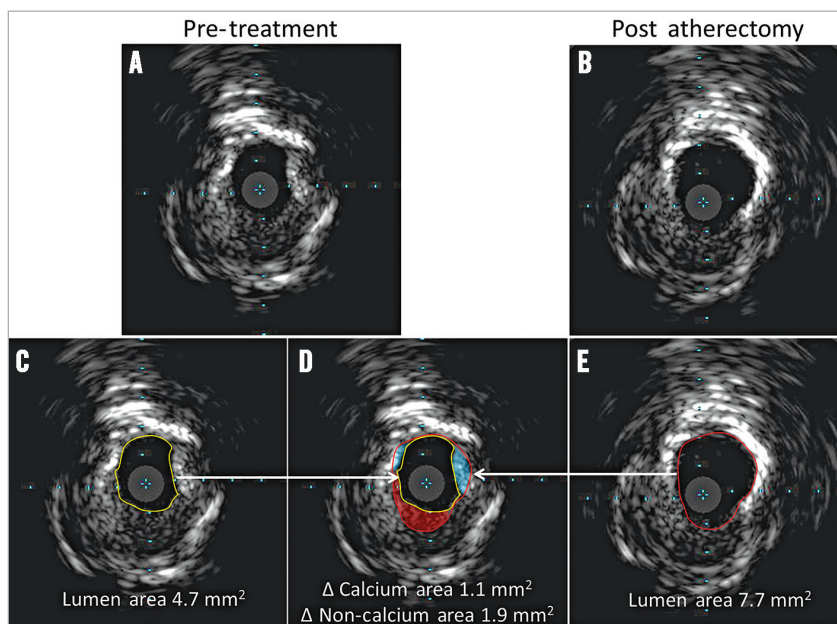 Pre-treatment
Post atherectomy
A
B
C
D
E
Lumen area 4.7 mm²
Δ Calcium area 1.1 mm²
Δ Non-calcium area 1.9 mm²
Lumen area 7.7 mm²